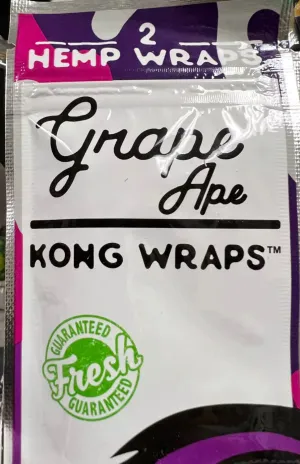 2
HEMP WRAPS
Grape
Ape
KONG WRAPS™
GUARANTEED
Fresh
GUARANTEED